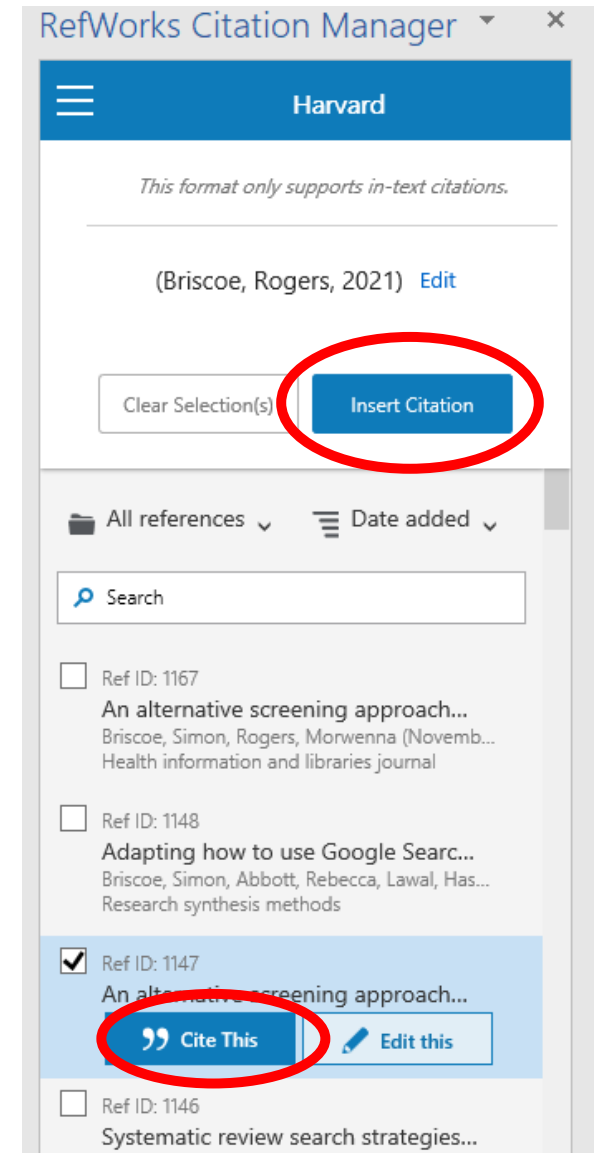 RefWorks Citation Manager
Harvard
This format only supports in-text citations.
(Briscoe, Rogers, 2021) Edit
Clear Selection(s) Insert Citation
All references Date added
Search
Ref ID: 1167
An alternative screening approach...
Briscoe, Simon, Rogers, Morwenna (Novemb...
Health information and libraries journal
Ref ID: 1148
Adapting how to use Google Searc...
Briscoe, Simon, Abbott, Rebecca, Lawal, Has...
Research synthesis methods
Ref ID: 1147
An alternative screening approach...
Cite This Edit this
Ref ID: 1146
Systematic review search strategies...